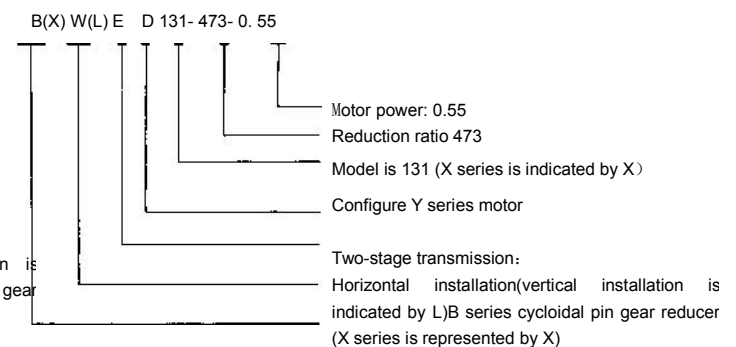 B(X) W(L) E D 131- 473- 0. 55
Motor power: 0.55
Reduction ratio 473
Model is 131 (X series is indicated by X）
Configure Y series motor
Two-stage transmission：
n is
Horizontal installation(vertical installation is
gear
indicated by L)B series cycloidal pin gear reducer
(X series is represented by X)